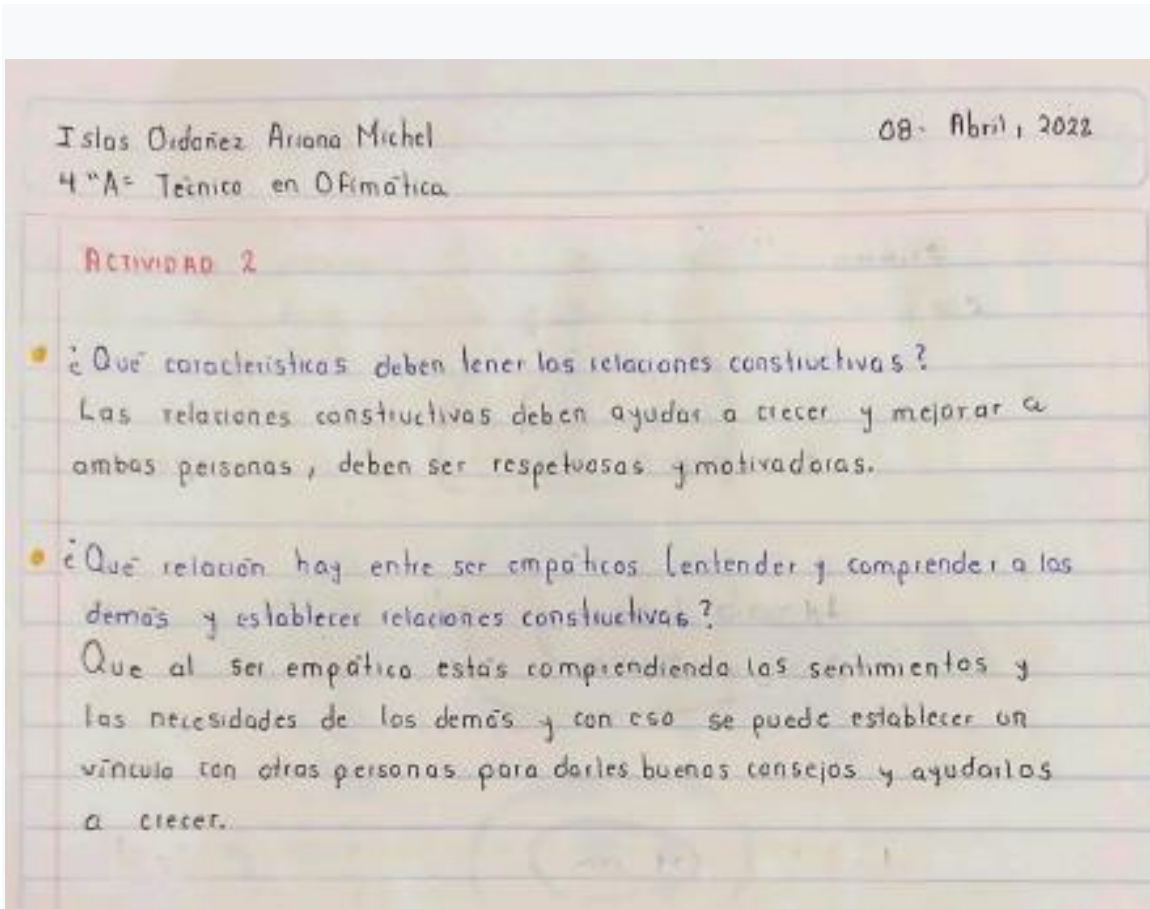 Islas Ordoñez Ariana Michel
08- Abril, 2022
4 "A" Técnico en Ofimática
ACTIVIDAD 2
¿Qué características deben tener las relaciones constructivas?
Las relaciones constructivas deben ayudar a crecer y mejorar a
ambas personas, deben ser respetuosas y motivadoras.
¿Qué relación hay entre ser empáticos (entender y comprender a los
demás y establecer relaciones constructivas?
Que al ser empático estás comprendiendo los sentimientos y
las necesidades de los demás y con eso se puede establecer un
vínculo con otras personas para darles buenos consejos y ayudarlos
a crecer.